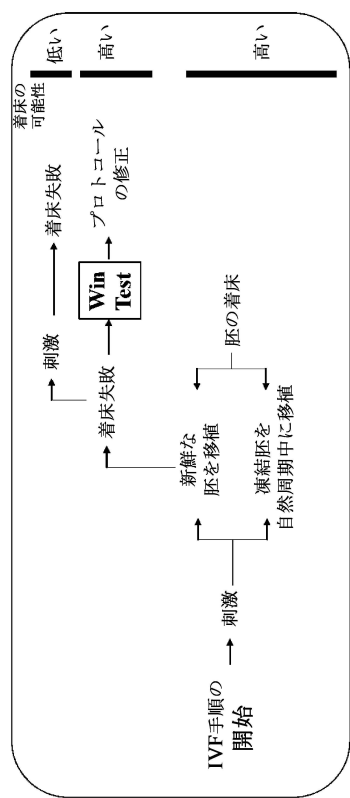 着床の
可能性
低い
高い
高い
刺激
着床失敗
着床失敗
Win
Test
プロトコール
の修正
新鮮な
胚を移植
胚の着床
凍結胚を
自然周期中に移植
刺激
IVF手順の
開始